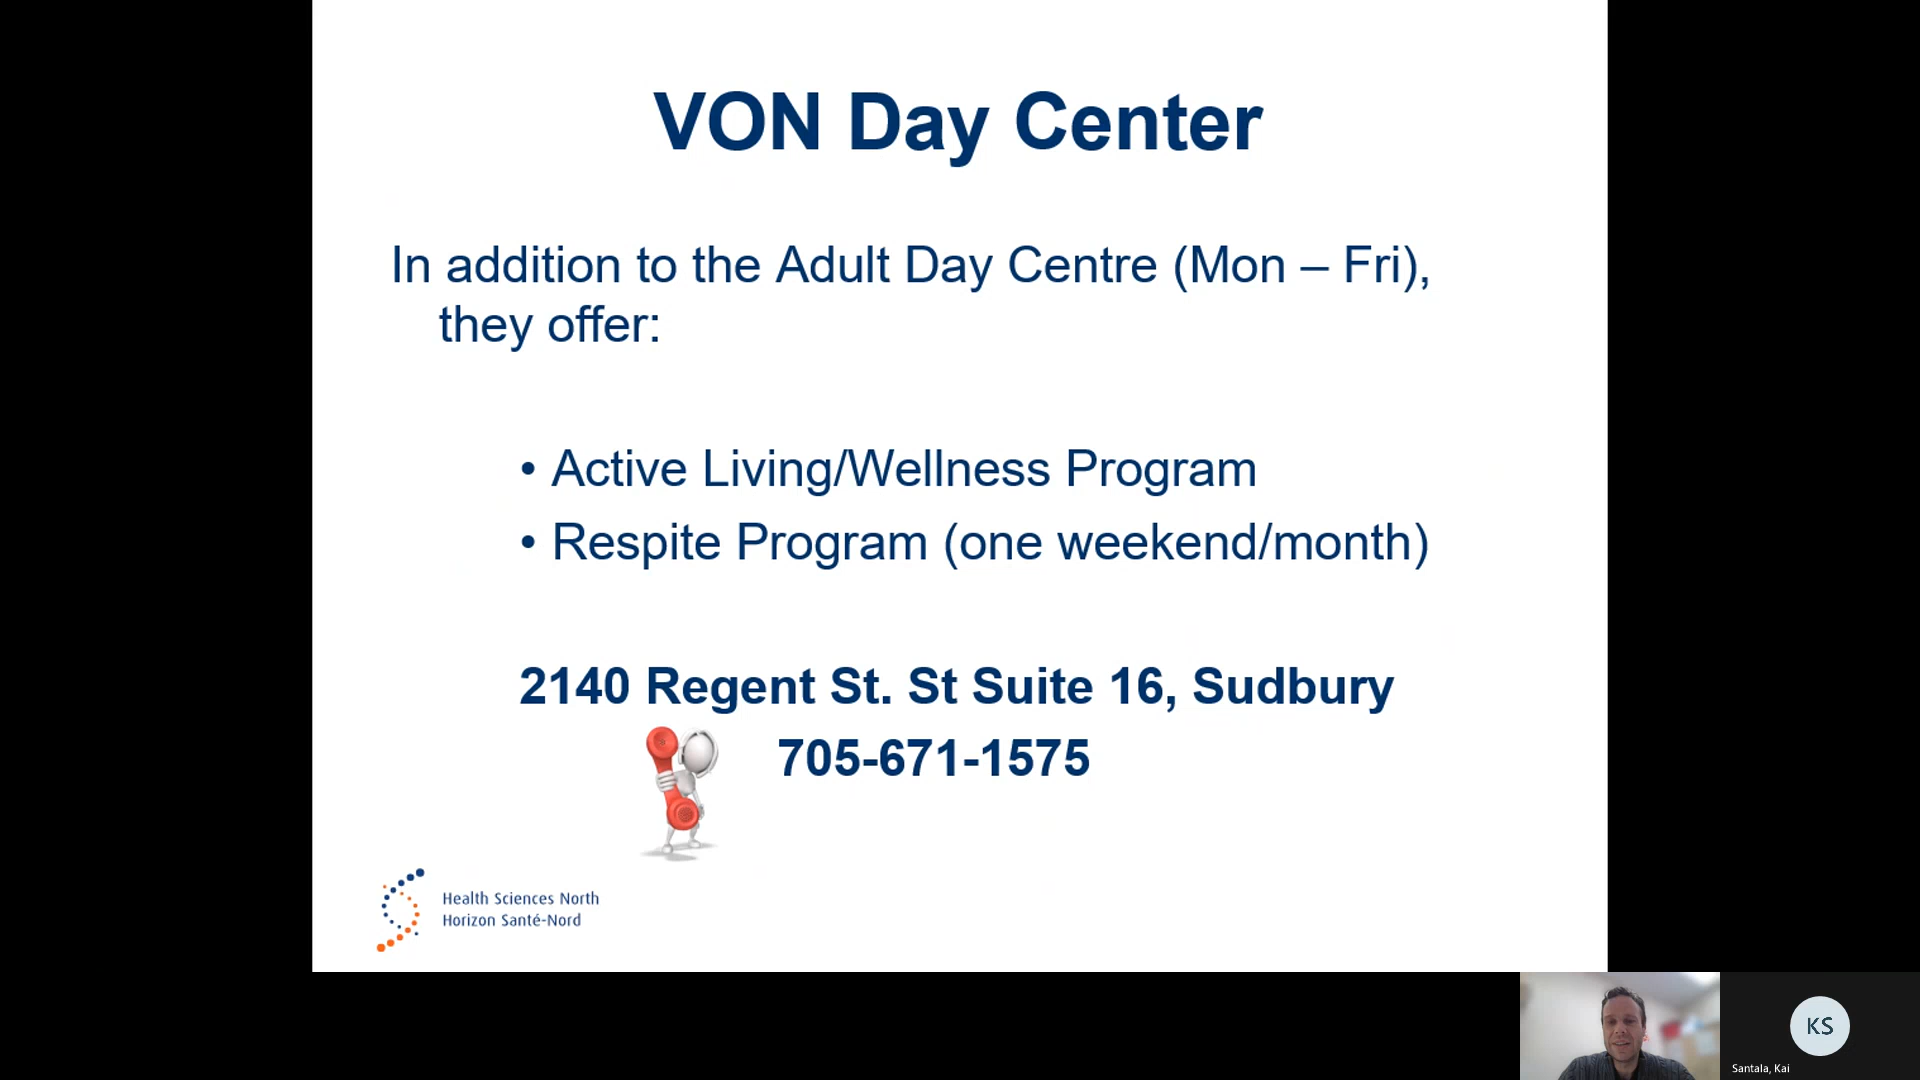 VON Day Center
In addition to the Adult Day Centre (Mon – Fri),
they offer:
• Active Living/Wellness Program
• Respite Program (one weekend/month)
2140 Regent St. St Suite 16, Sudbury
705-671-1575
Health Sciences North
Horizon Santé-Nord
KS
Santala, Kai